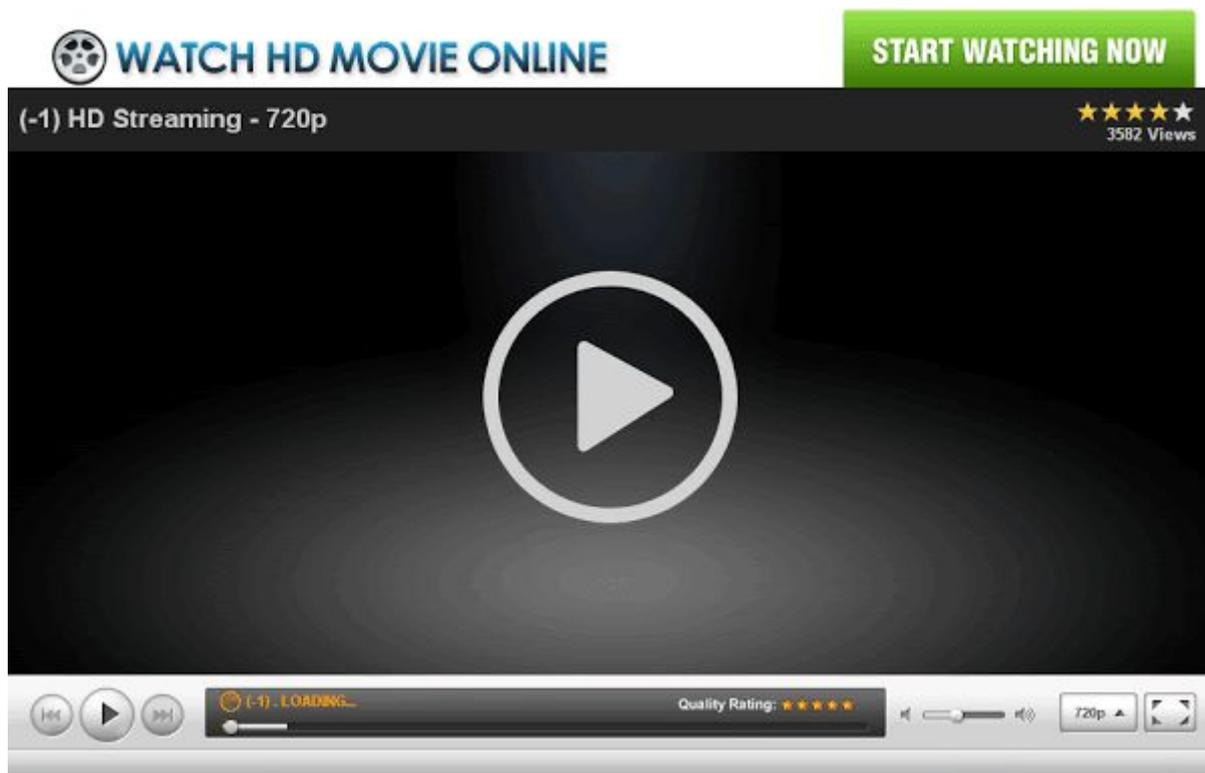 WATCH HD MOVIE ONLINE
START WATCHING NOW
(-1) HD Streaming - 720p
3582 Views
(-1) . LOADING...
Quality Rating:
720p